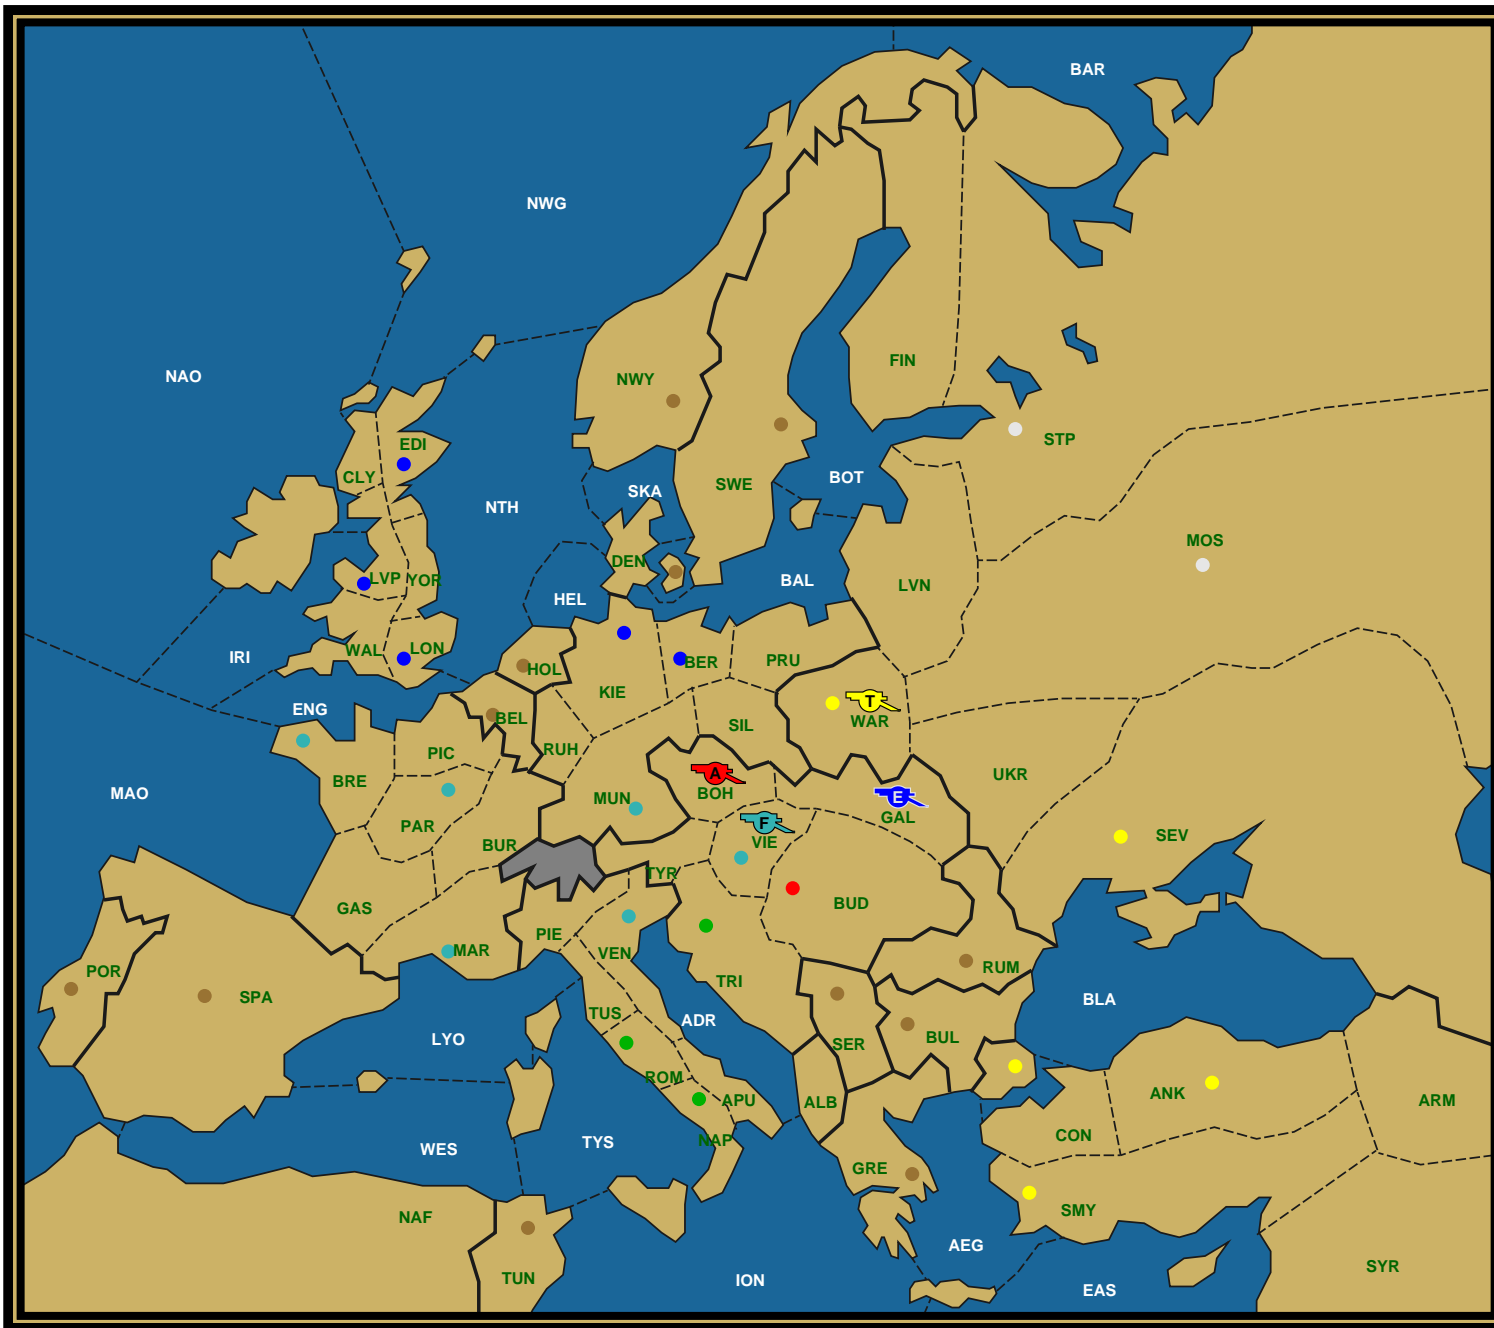 BAR
NWG
NAO
FIN
NWY
STP
EDI
CLY
SWE
BOT
SKA
NTH
MOS
DEN
LVP
YOR
BAL
LVN
HEL
WAL
LON
IRI
HOL
BER
PRU
KIE
ENG
BEL
T
WAR
SIL
PIC
RUH
UKR
BRE
A
BOH
MAO
MUN
E
GAL
PAR
F
VIE
SEV
BUR
TYR
BUD
GAS
PIE
VEN
MAR
RUM
POR
SPA
TRI
BLA
TUS
ADR
BUL
LYO
SER
ROM
ANK
APU
ALB
ARM
CON
NAP
TYS
WES
GRE
SMY
NAF
AEG
SYR
TUN
ION
EAS